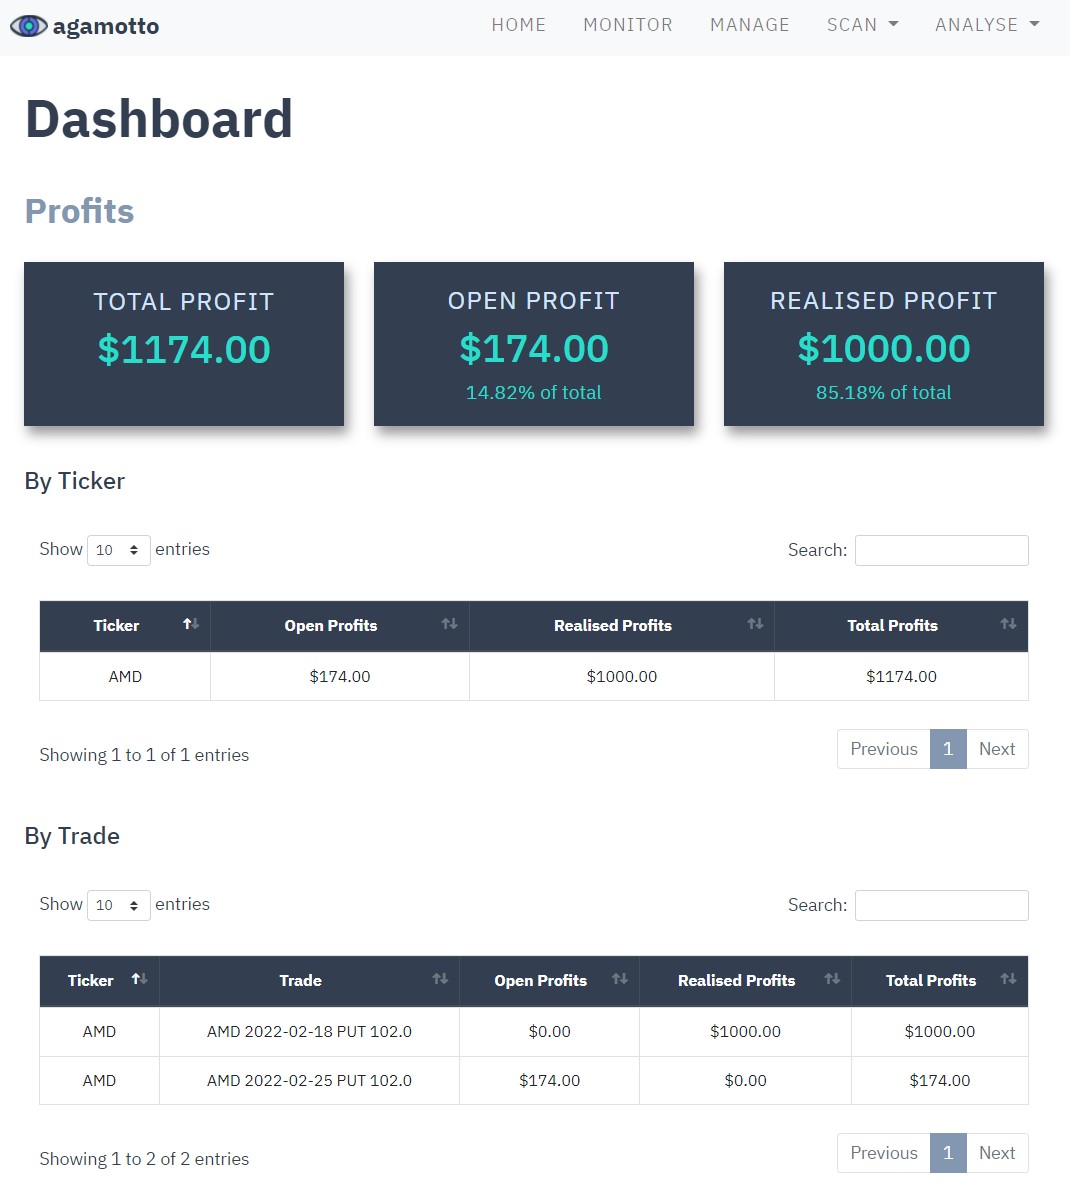 agamotto HOME MONITOR MANAGE SCAN ANALYSE
Dashboard
Profits
TOTAL PROFIT
$1174.00
OPEN PROFIT
$174.00
14.82% of total
REALISED PROFIT
$1000.00
85.18% of total
By Ticker
Show 10 entries Search:
Ticker Open Profits Realised Profits Total Profits
AMD $174.00 $1000.00 $1174.00
Showing 1 to 1 of 1 entries Previous 1 Next
By Trade
Show 10 entries Search:
Ticker Trade Open Profits Realised Profits Total Profits
AMD AMD 2022-02-18 PUT 102.0 $0.00 $1000.00 $1000.00
AMD AMD 2022-02-25 PUT 102.0 $174.00 $0.00 $174.00
Showing 1 to 2 of 2 entries Previous 1 Next